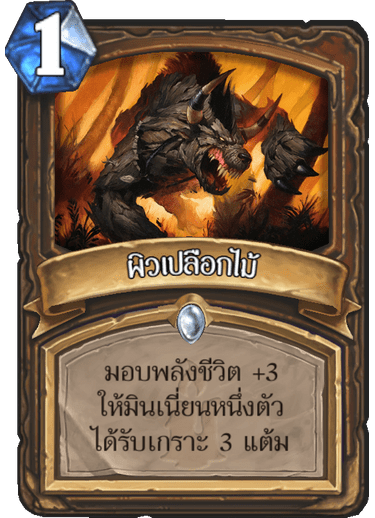 1
ผิวเปลือกไม้
มอบพลังชีวิต +3
ให้มินเนี่ยนหนึ่งตัว
ได้รับเกราะ 3 แต้ม